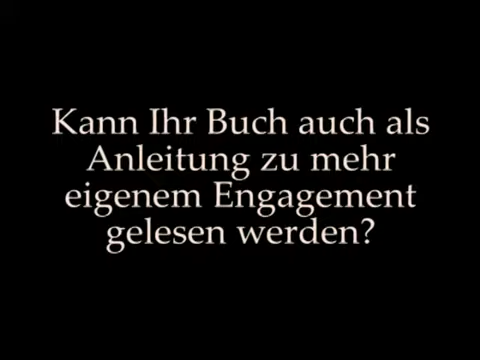 Kann Ihr Buch auch als
Anleitung zu mehr
eigenem Engagement
gelesen werden?